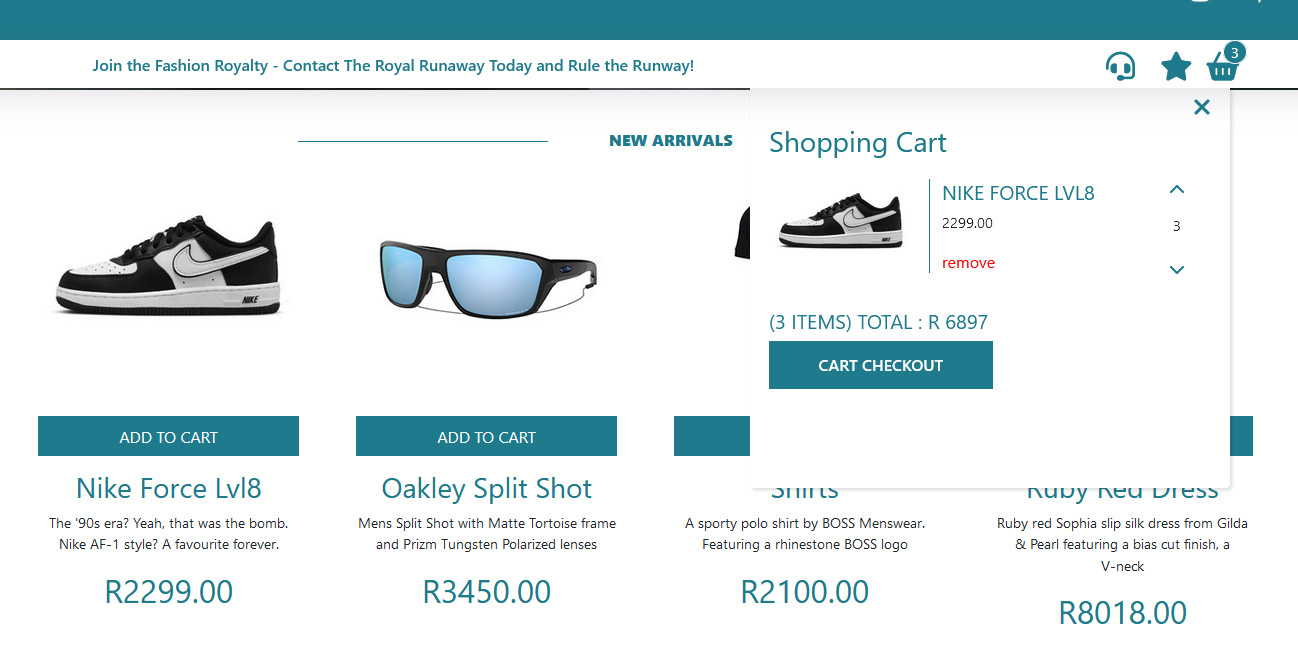 Join the Fashion Royalty - Contact The Royal Runaway Today and Rule the Runway!
3
NEW ARRIVALS
Shopping Cart
NIKE FORCE LVL8
2299.00
3
remove
(3 ITEMS) TOTAL : R 6897
CART CHECKOUT
NIKE
NIKE
ADD TO CART
ADD TO CART
Nike Force Lvl8
The '90s era? Yeah, that was the bomb.
Nike AF-1 style? A favourite forever.
R2299.00
Oakley Split Shot
Mens Split Shot with Matte Tortoise frame
and Prizm Tungsten Polarized lenses
R3450.00
Shirts
A sporty polo shirt by BOSS Menswear.
Featuring a rhinestone BOSS logo
R2100.00
Ruby Red Dress
Ruby red Sophia slip silk dress from Gilda
& Pearl featuring a bias cut finish, a
V-neck
R8018.00